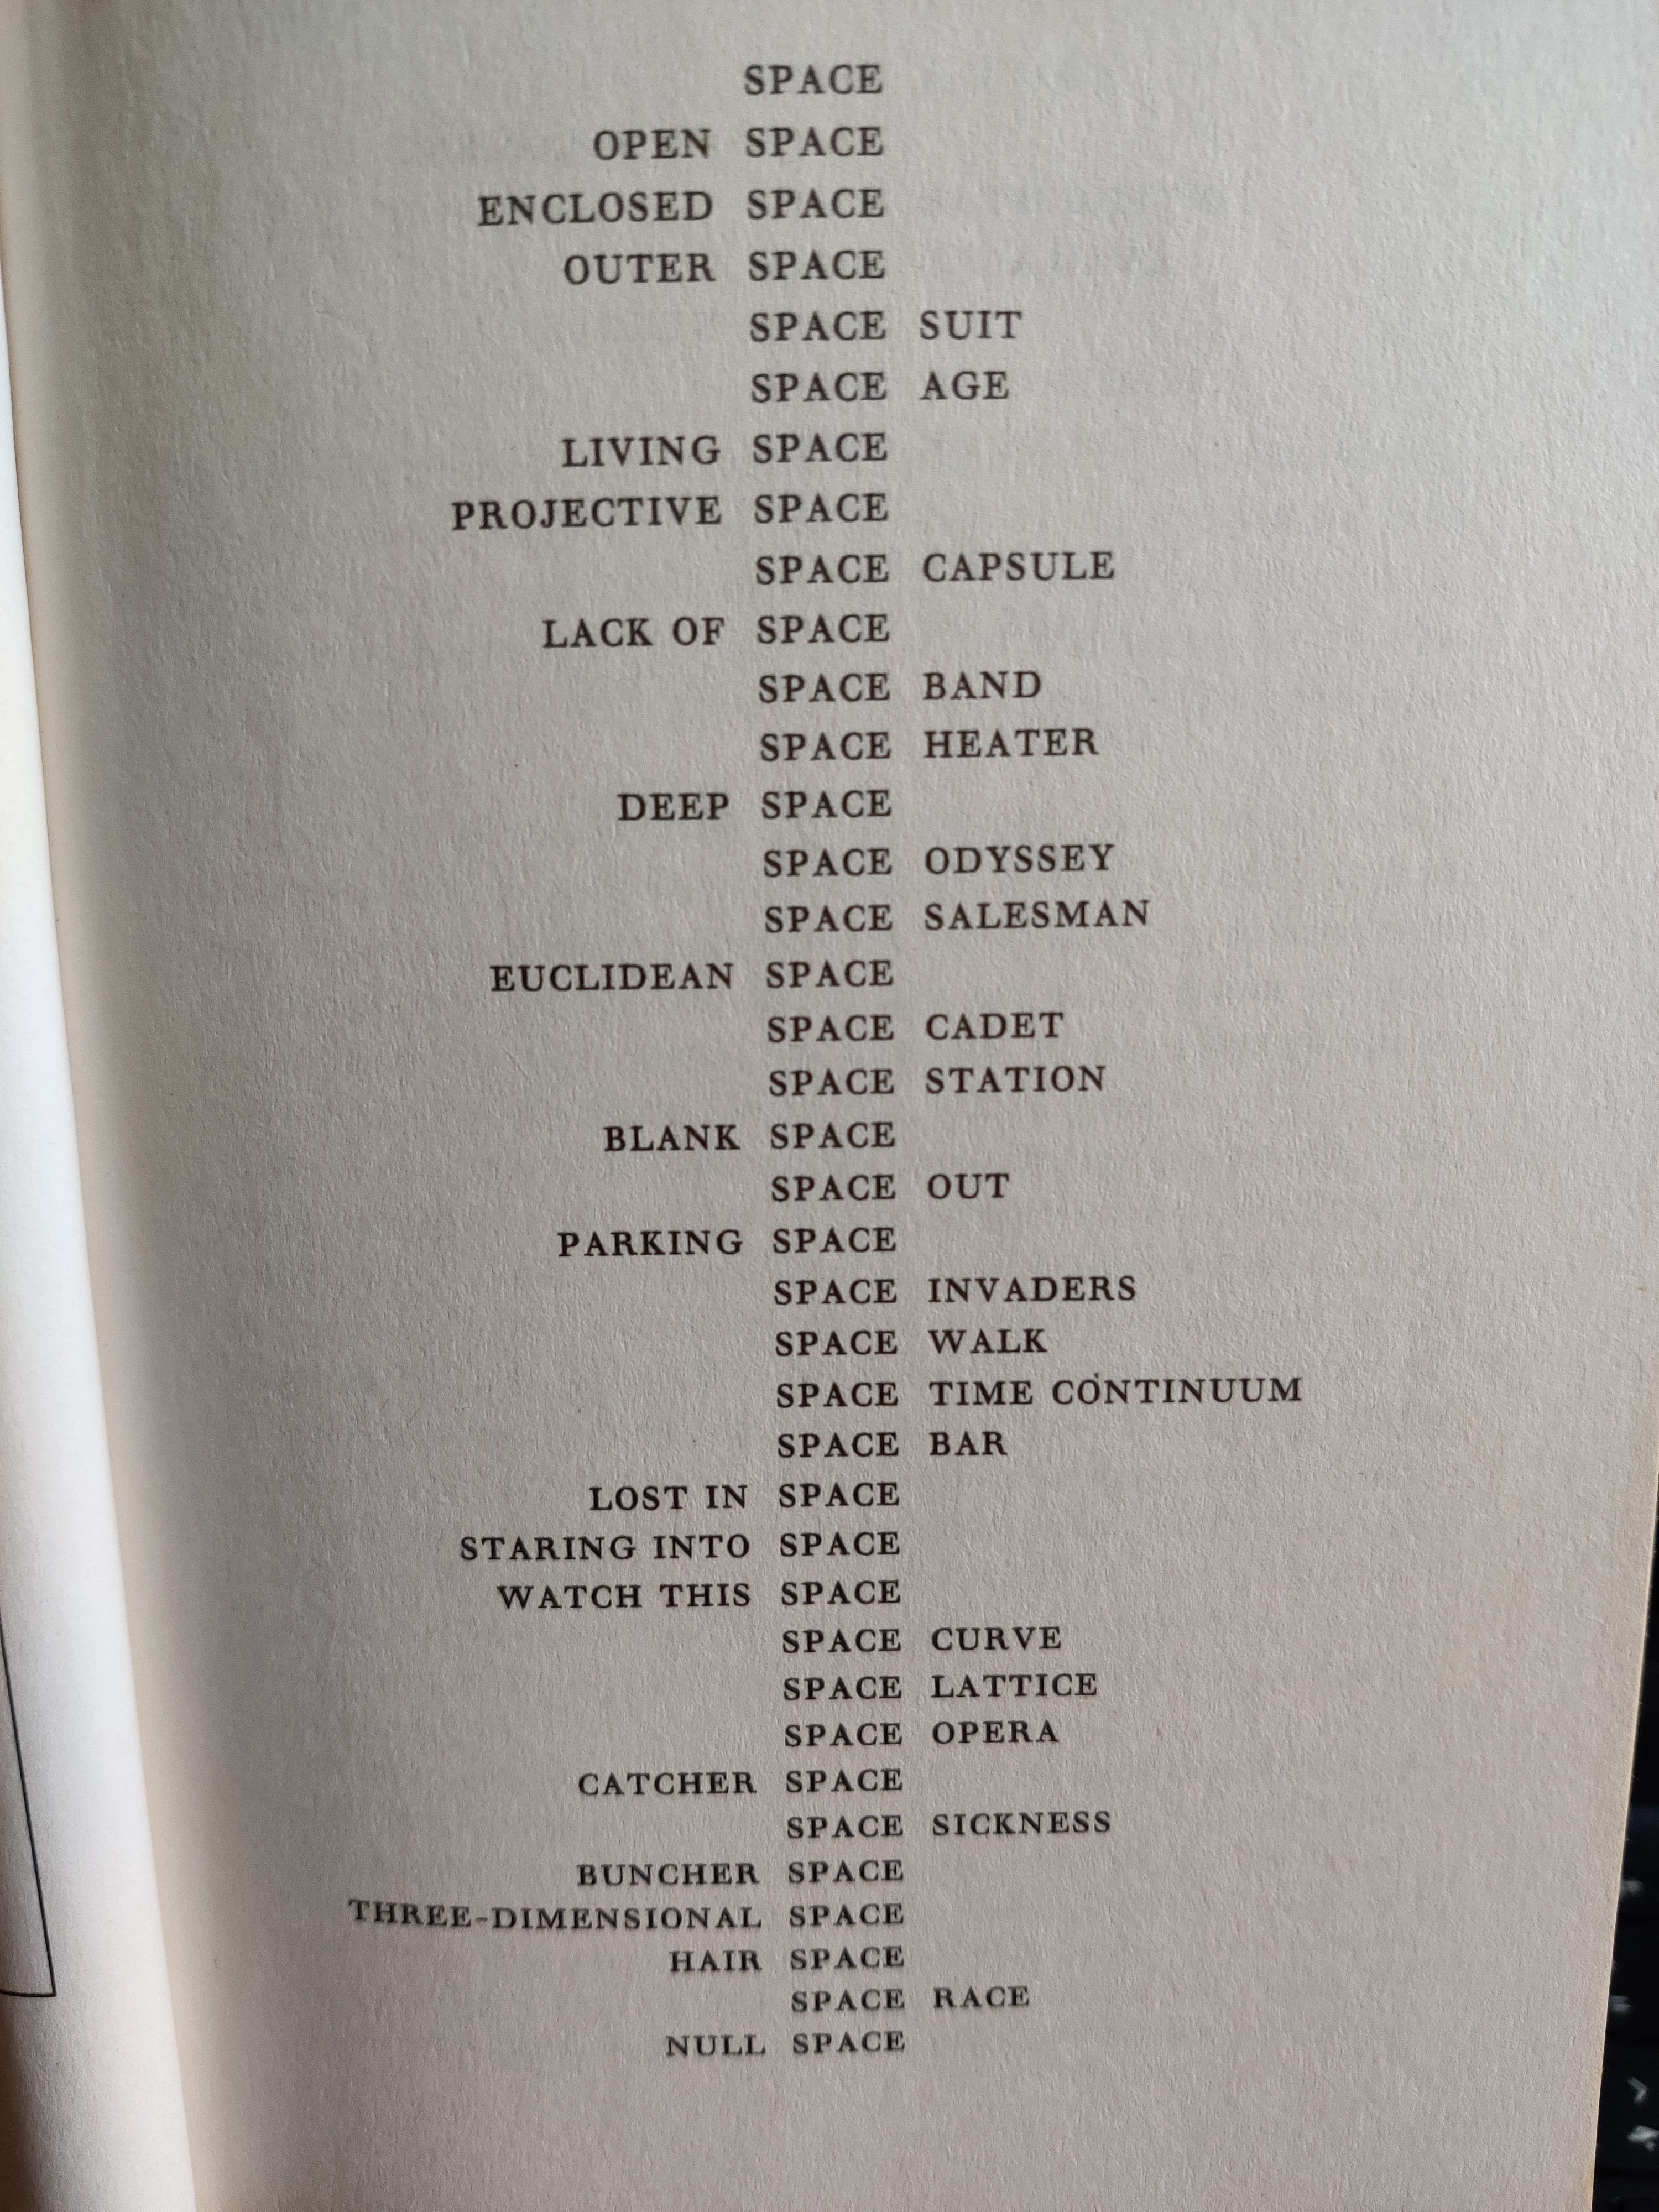 SPACE
OPEN SPACE
ENCLOSED SPACE
OUTER SPACE
SPACE SUIT
SPACE AGE
LIVING SPACE
PROJECTIVE SPACE
SPACE CAPSULE
LACK OF SPACE
SPACE BAND
SPACE HEATER
DEEP SPACE
SPACE ODYSSEY
SPACE SALESMAN
EUCLIDEAN SPACE
SPACE CADET
SPACE STATION
BLANK SPACE
SPACE OUT
PARKING SPACE
SPACE INVADERS
SPACE WALK
SPACE TIME CONTINUUM
SPACE BAR
LOST IN SPACE
STARING INTO SPACE
WATCH THIS SPACE
SPACE CURVE
SPACE LATTICE
SPACE OPERA
CATCHER SPACE
SPACE SICKNESS
BUNCHER SPACE
THREE-DIMENSIONAL SPACE
HAIR SPACE
SPACE RACE
NULL SPACE